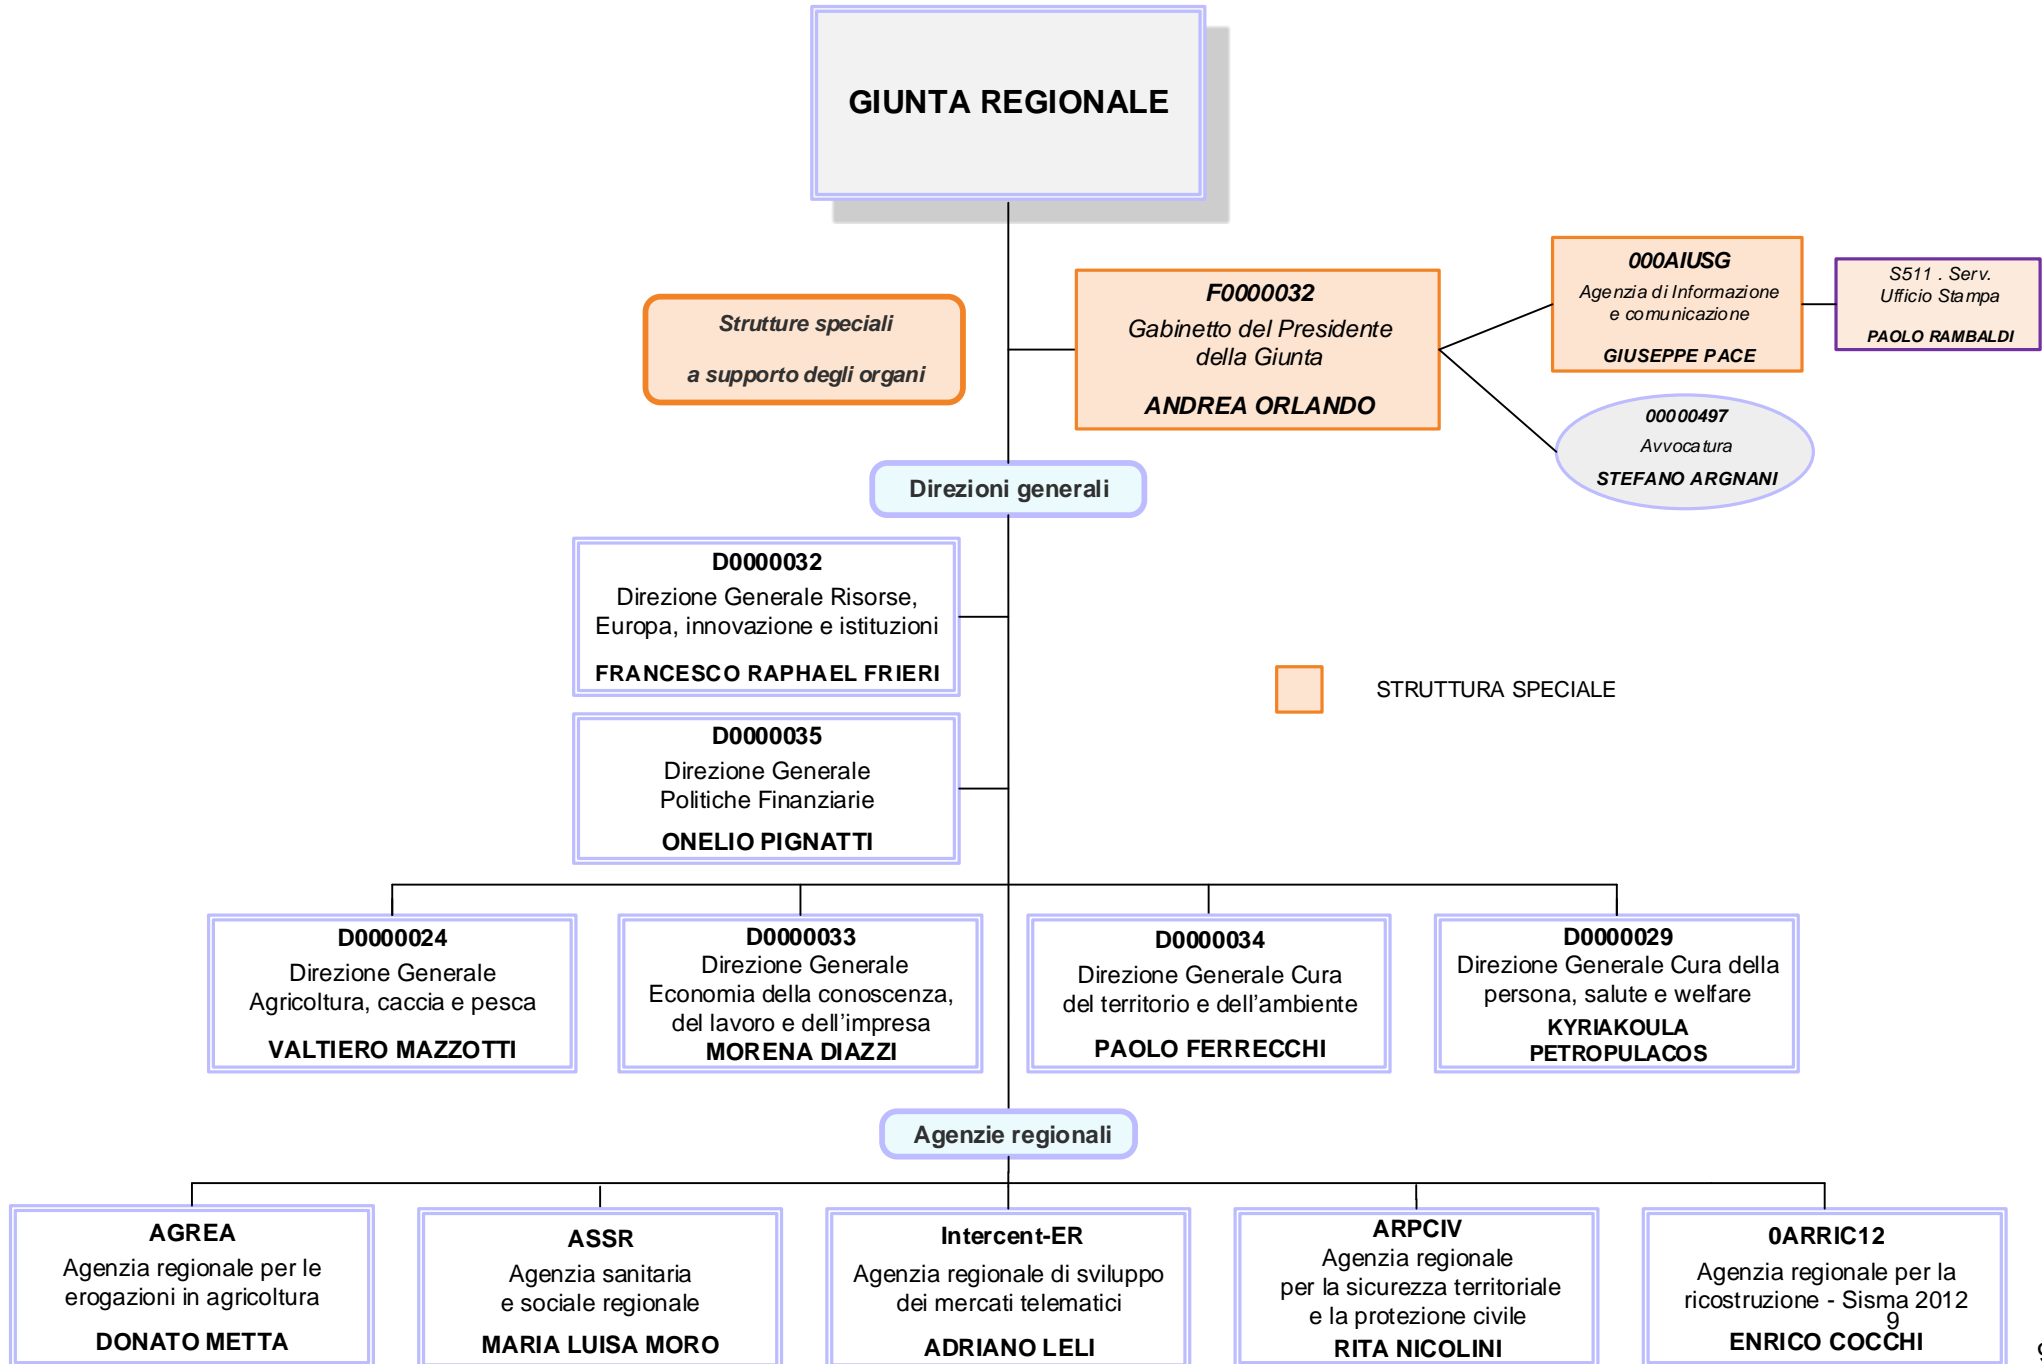 GIUNTA REGIONALE
Strutture speciali
a supporto degli organi
F0000032
Gabinetto del Presidente
della Giunta
ANDREA ORLANDO
000AIUSG
Agenzia di Informazione
e comunicazione
GIUSEPPE PACE
S511 . Serv.
Ufficio Stampa
PAOLO RAMBALDI
00000497
Avvocatura
STEFANO ARGNANI
Direzioni generali
D0000032
Direzione Generale Risorse,
Europa, innovazione e istituzioni
FRANCESCO RAPHAEL FRIERI
STRUTTURA SPECIALE
D0000035
Direzione Generale
Politiche Finanziarie
ONELIO PIGNATTI
D0000024
Direzione Generale
Agricoltura, caccia e pesca
VALTIERO MAZZOTTI
D0000033
Direzione Generale
Economia della conoscenza,
del lavoro e dell'impresa
MORENA DIAZZI
D0000034
Direzione Generale Cura
del territorio e dell'ambiente
PAOLO FERRECCHI
D0000029
Direzione Generale Cura della
persona, salute e welfare
KYRIAKOULA
PETROPULACOS
Agenzie regionali
AGREA
Agenzia regionale per le
erogazioni in agricoltura
DONATO METTA
ASSR
Agenzia sanitaria
e sociale regionale
MARIA LUISA MORO
Intercent-ER
Agenzia regionale di sviluppo
dei mercati telematici
ADRIANO LELI
ARPCIV
Agenzia regionale
per la sicurezza territoriale
e la protezione civile
RITA NICOLINI
0ARRIC12
Agenzia regionale per la
ricostruzione - Sisma 2012
9
ENRICO COCCHI